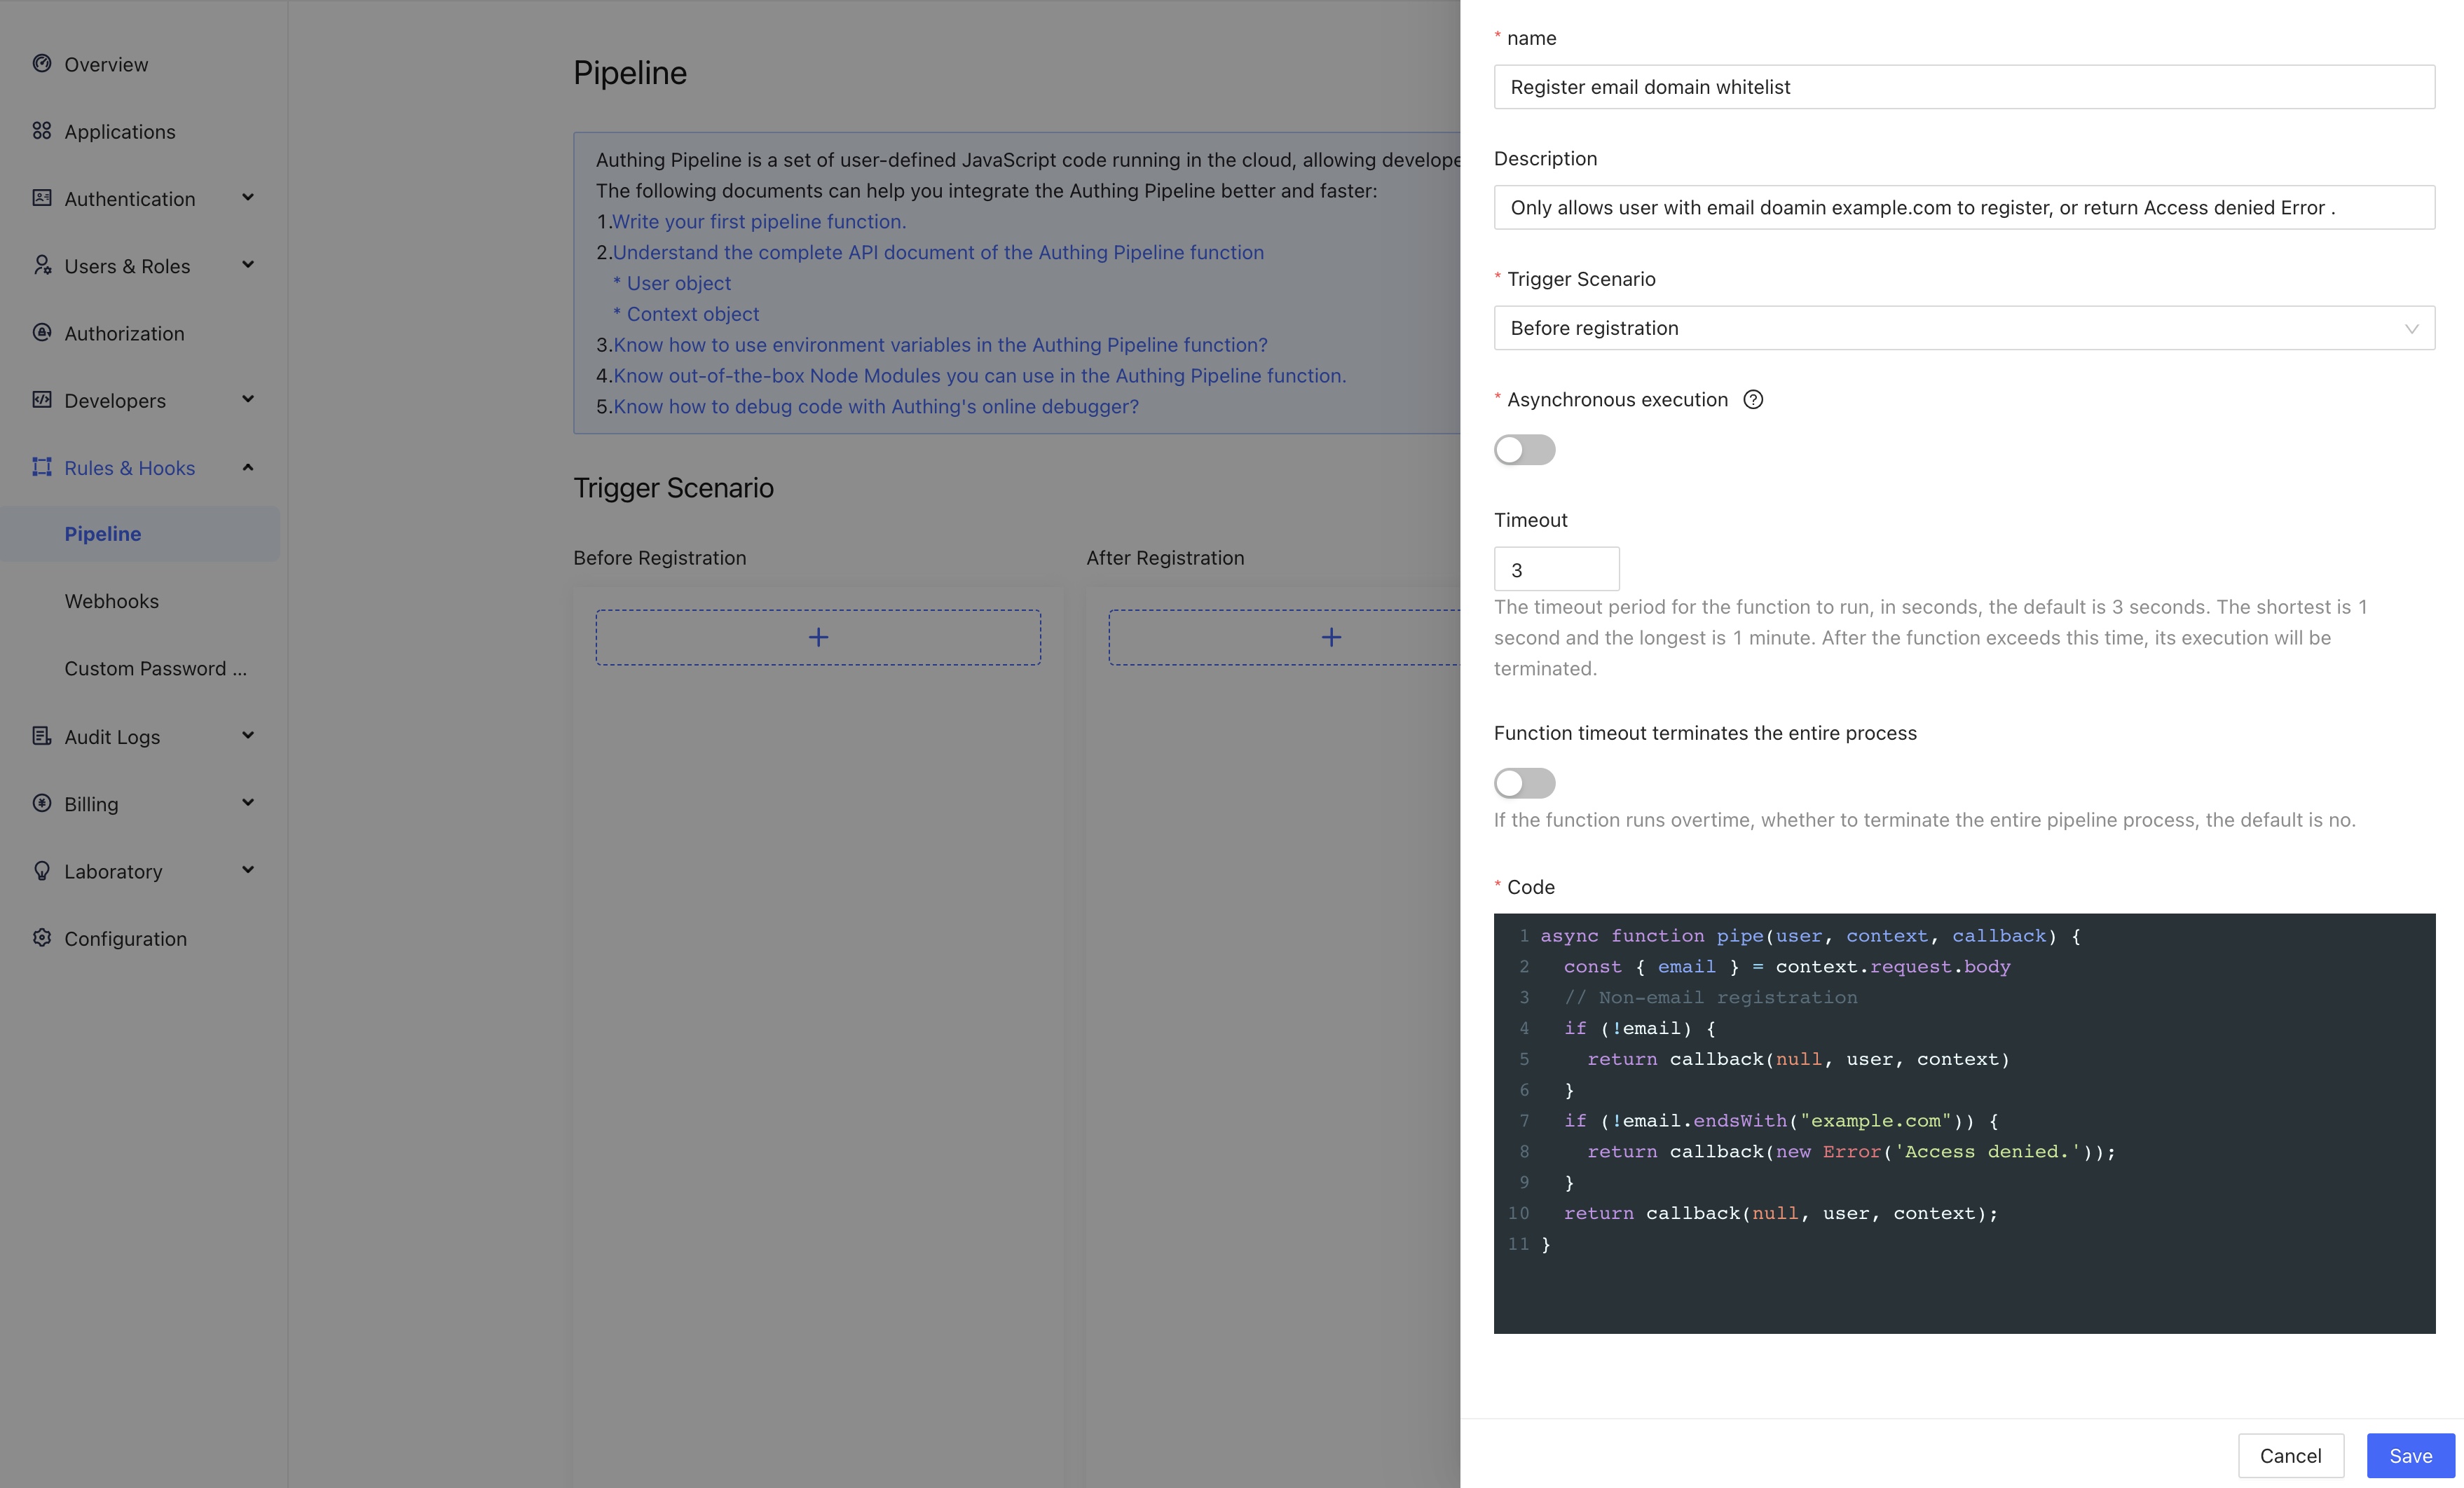 Overview
Applications
Authentication
Users & Roles
Authorization
Developers
Rules & Hooks
Pipeline
Webhooks
Custom Password ...
Audit Logs
Billing
Laboratory
Configuration
Pipeline
Authing Pipeline is a set of user-defined JavaScript code running in the cloud, allowing
The following documents can help you integrate the Authing Pipeline better and faster:
1.Write your first pipeline function.
2.Understand the complete API document of the Authing Pipeline function
* User object
* Context object
3.Know how to use environment variables in the Authing Pipeline function?
4.Know out-of-the-box Node Modules you can use in the Authing Pipeline function.
5.Know how to debug code with Authing's online debugger?
Trigger Scenario
Before Registration
After Registration
* name
Register email domain whitelist
Description
Only allows user with email doamin example.com to register, or return Access denied Error .
* Trigger Scenario
Before registration
* Asynchronous execution
Timeout
3
The timeout period for the function to run, in seconds, the default is 3 seconds. The shortest is 1
second and the longest is 1 minute. After the function exceeds this time, its execution will be
terminated.
Function timeout terminates the entire process
If the function runs overtime, whether to terminate the entire pipeline process, the default is no.
* Code
1 async function pipe(user, context, callback) {
2 const { email } = context.request.body
3 // Non-email registration
4 if (!email) {
5 return callback(null, user, context)
6 }
7 if (!email.endsWith("example.com")) {
8 return callback(new Error('Access denied.'));
9 }
10 return callback(null, user, context);
11 }
Cancel
Save